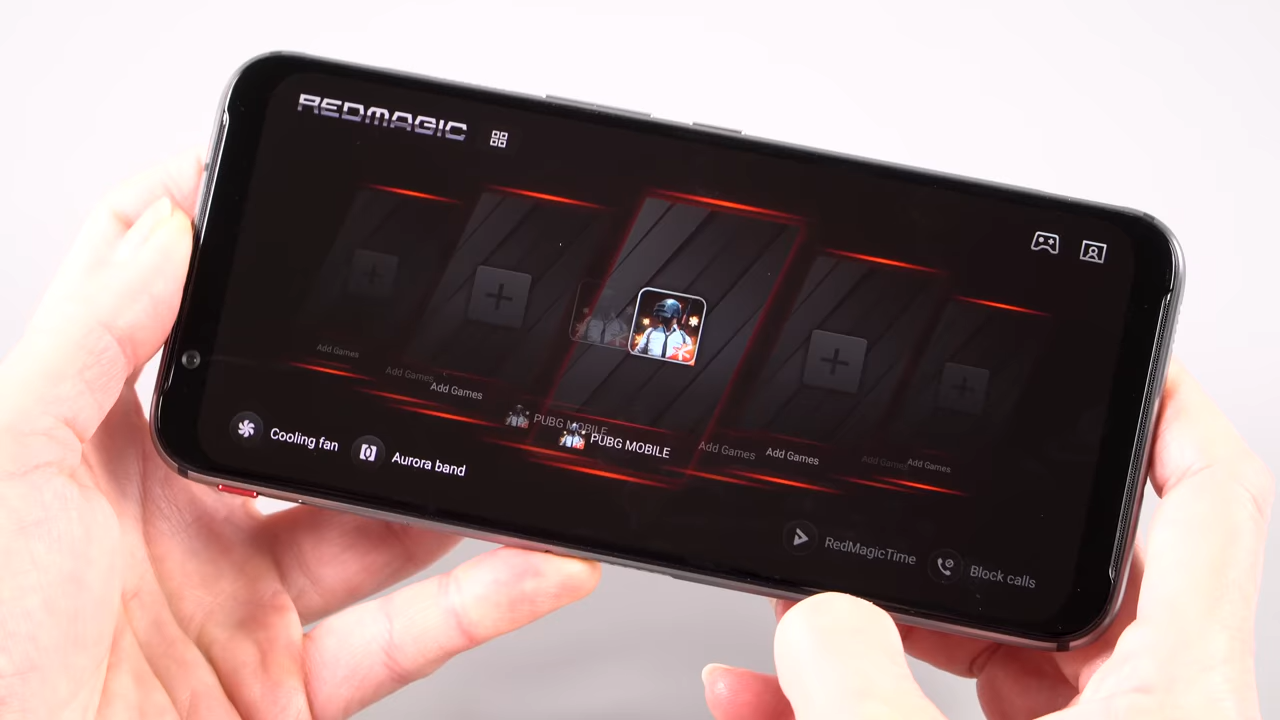 REDMAGIC
Add Games
Add Games
Add Games
PUBG MOBILE
PUBG MOBILE
Add Games
Add Games
Add Games
Add Games
Cooling fan
Aurora band
RedMagicTime
Block calls